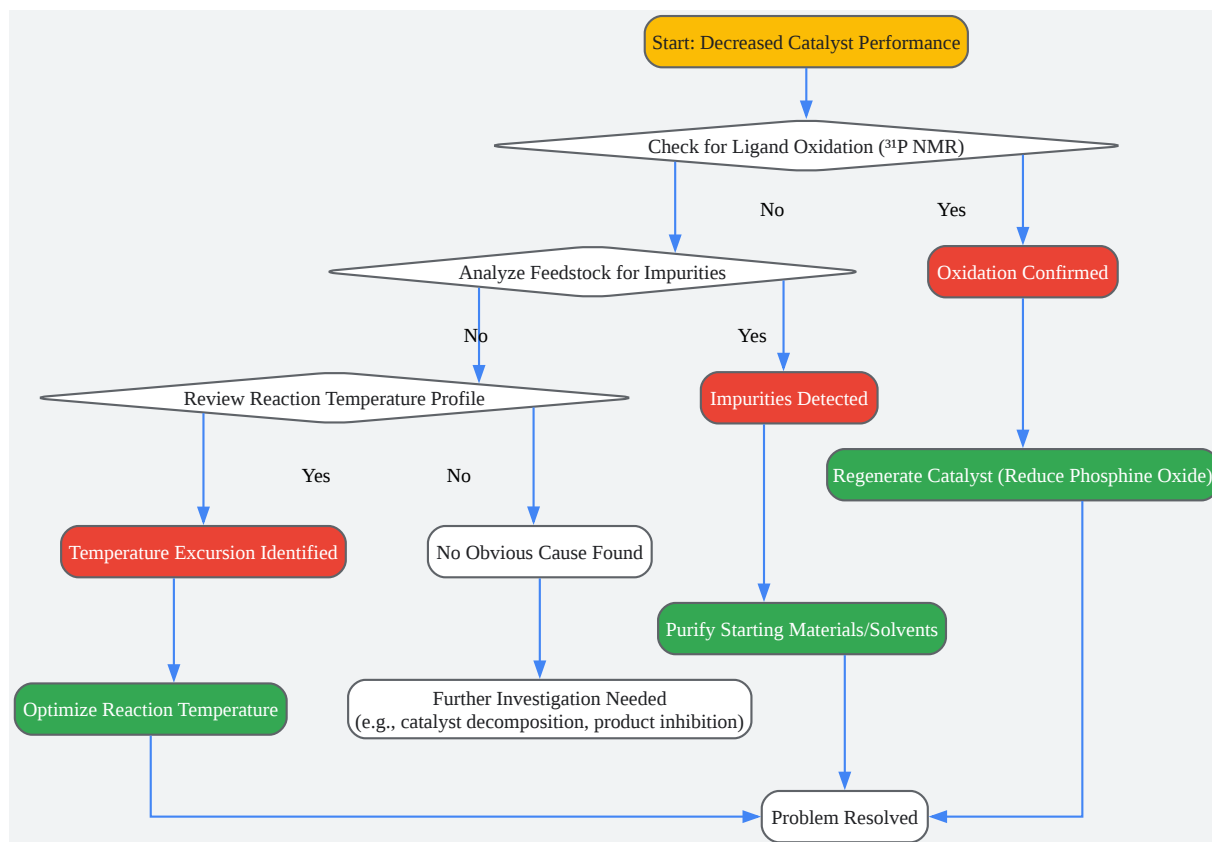 Start: Decreased Catalyst Performance
Check for Ligand Oxidation (³¹P NMR)
No
Yes
Analyze Feedstock for Impurities
Oxidation Confirmed
No
Yes
Review Reaction Temperature Profile
Impurities Detected
Yes
No
Regenerate Catalyst (Reduce Phosphine Oxide)
Temperature Excursion Identified
No Obvious Cause Found
Purify Starting Materials/Solvents
Optimize Reaction Temperature
Further Investigation Needed
(e.g., catalyst decomposition, product inhibition)
Problem Resolved